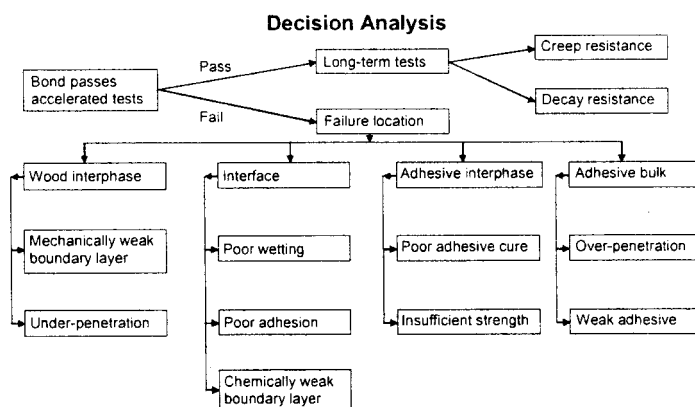 Decision Analysis
Bond passes
accelerated tests
Pass
Fail
Long-term tests
Failure location
Creep resistance
Decay resistance
Wood interphase
Mechanically weak
boundary layer
Under-penetration
Interface
Poor wetting
Poor adhesion
Chemically weak
boundary layer
Adhesive interphase
Poor adhesive cure
Insufficient strength
Adhesive bulk
Over-penetration
Weak adhesive